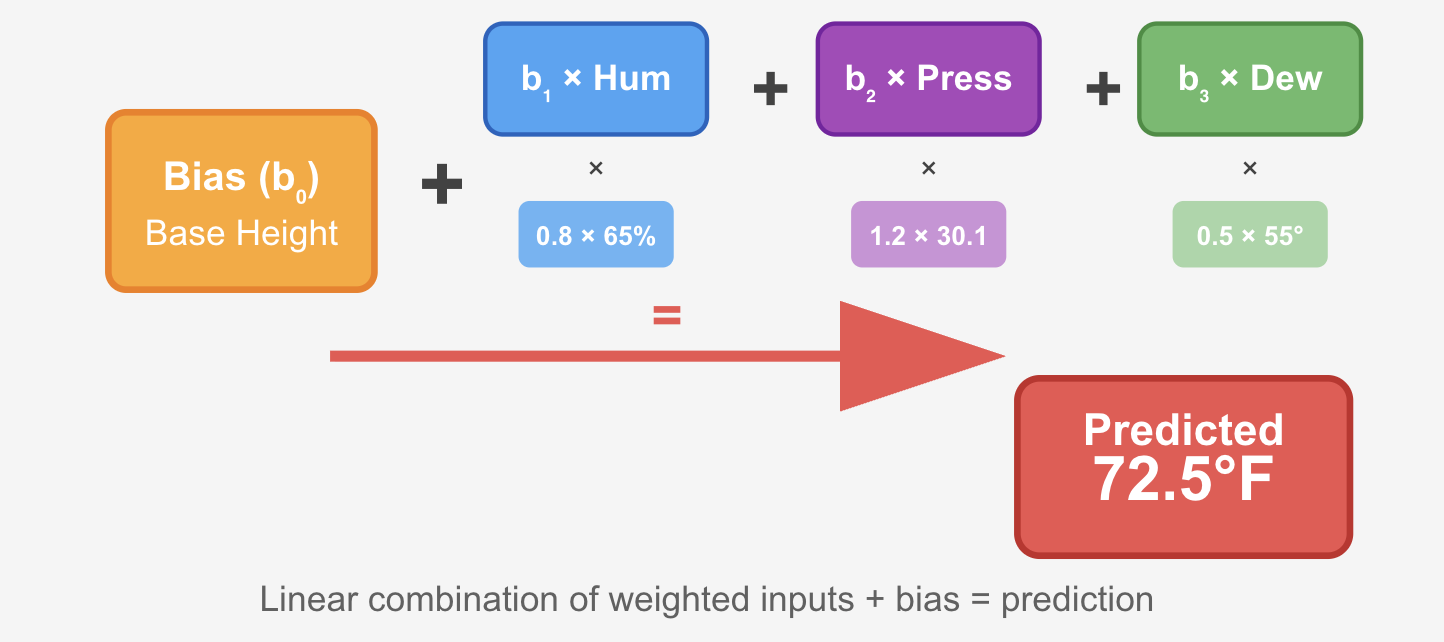 b₁ × Hum
+
b₂ × Press
+
b₃ × Dew
Bias (b₀)
Base Height
+
×
×
×
0.8 × 65%
1.2 × 30.1
0.5 × 55°
=
Predicted
72.5°F
Linear combination of weighted inputs + bias = prediction